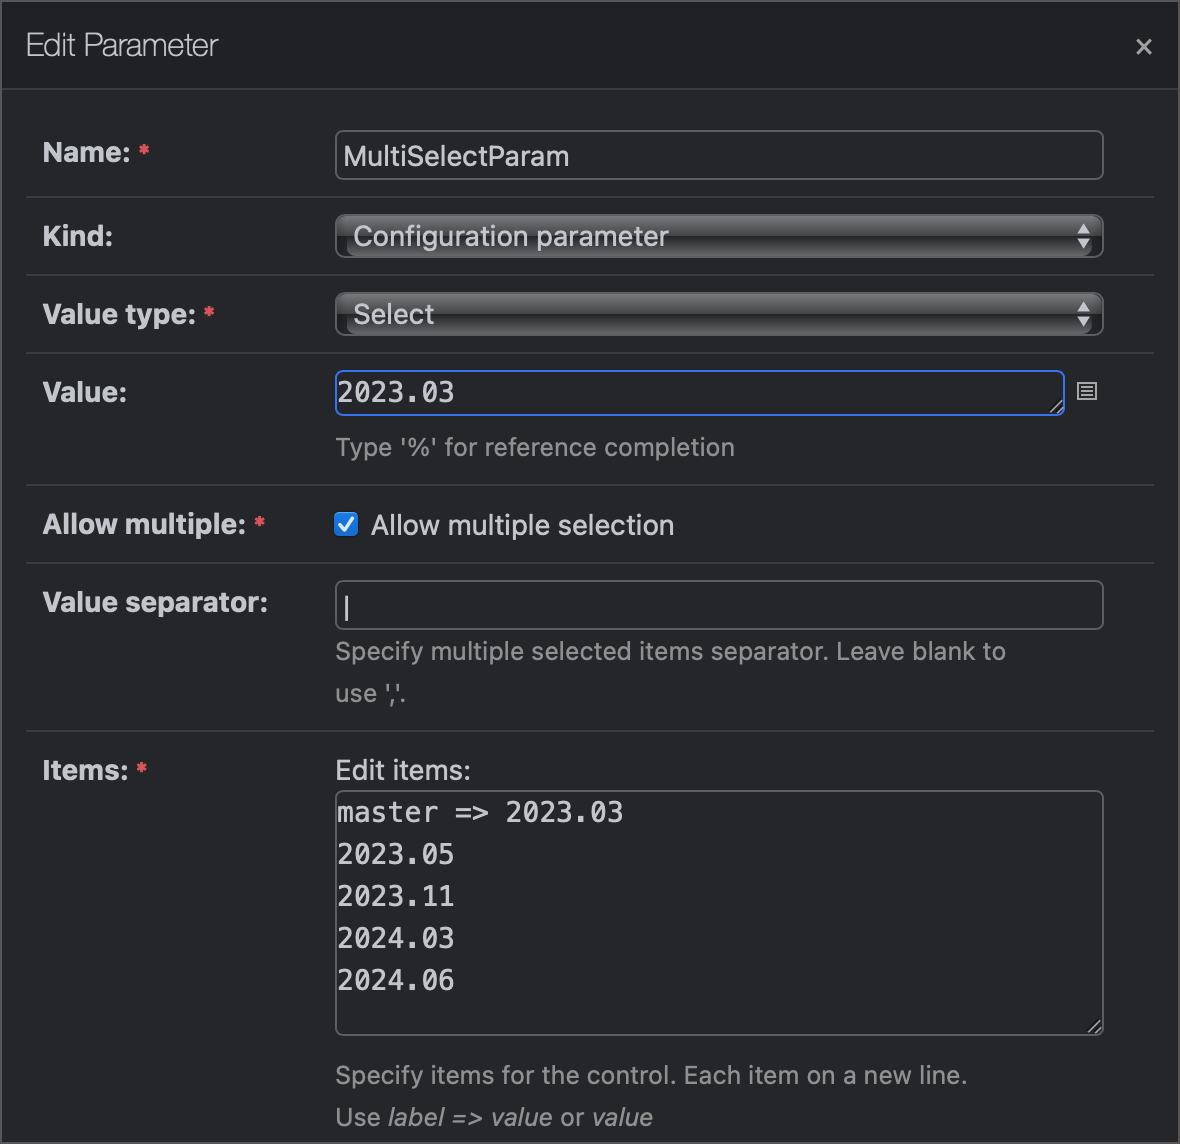 Edit Parameter ×
Name: * MultiSelectParam
Kind: Configuration parameter
Value type: * Select
Value: 2023.03
Type '%' for reference completion
Allow multiple: * Allow multiple selection
Value separator: |
Specify multiple selected items separator. Leave blank to
use ','.
Items: * Edit items:
master => 2023.03
2023.05
2023.11
2024.03
2024.06
Specify items for the control. Each item on a new line.
Use label => value or value